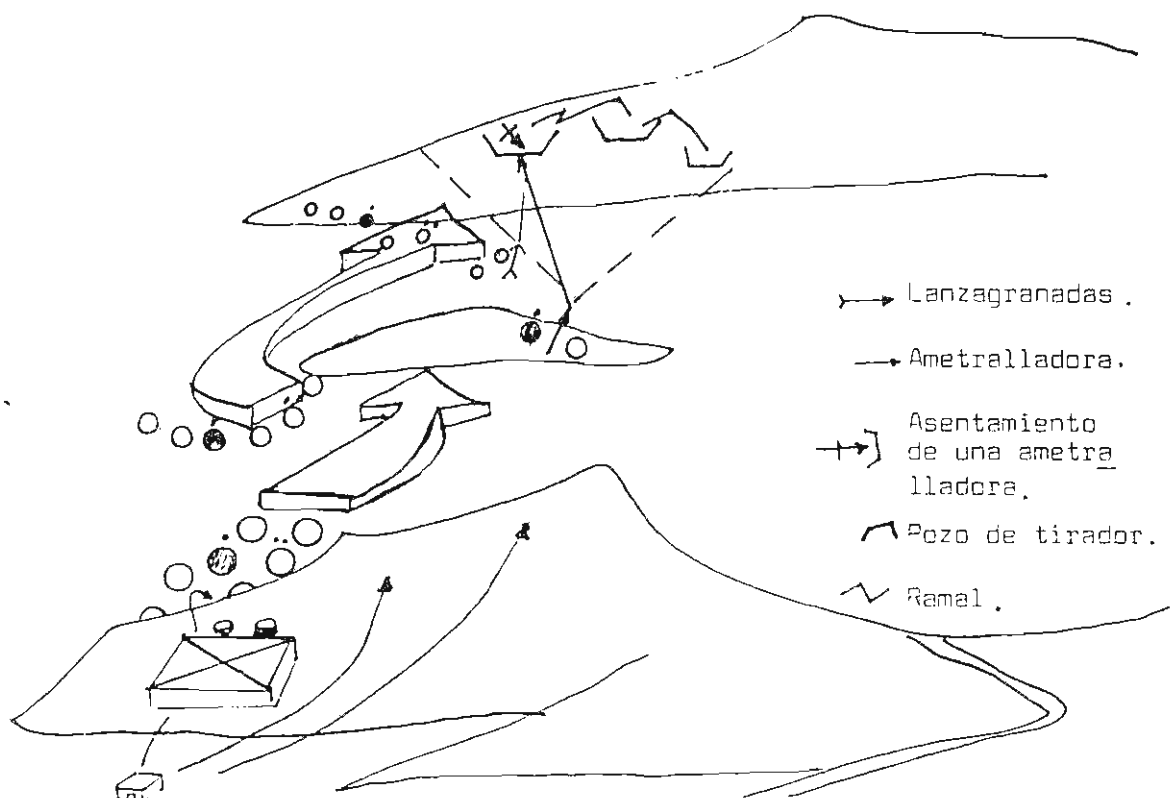 Lanzagranadas.
Ametralladora.
Asentamiento
de una ametra
lladora.
Pozo de tirador.
Ramal.